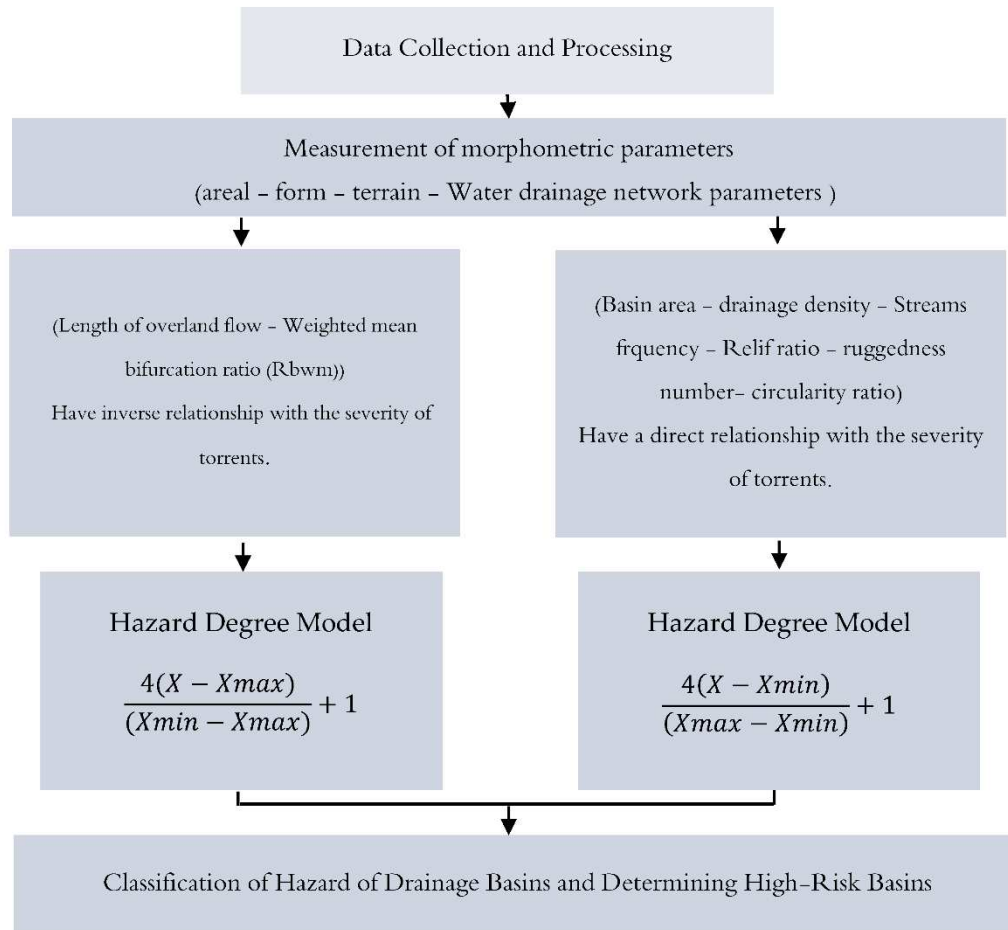 Data Collection and Processing
Measurement of morphometric parameters
(areal - form - terrain - Water drainage network parameters )
(Length of overland flow - Weighted mean
bifurcation ratio (Rbwm))
Have inverse relationship with the severity of
torrents.
(Basin area - drainage density - Streams
frquency - Relif ratio - ruggedness
number- circularity ratio)
Have a direct relationship with the severity
of torrents.
Hazard Degree Model
4(X − Xmax)
(Xmin − Xmax) + 1
Hazard Degree Model
4(X − Xmin)
(Xmax − Xmin) + 1
Classification of Hazard of Drainage Basins and Determining High-Risk Basins